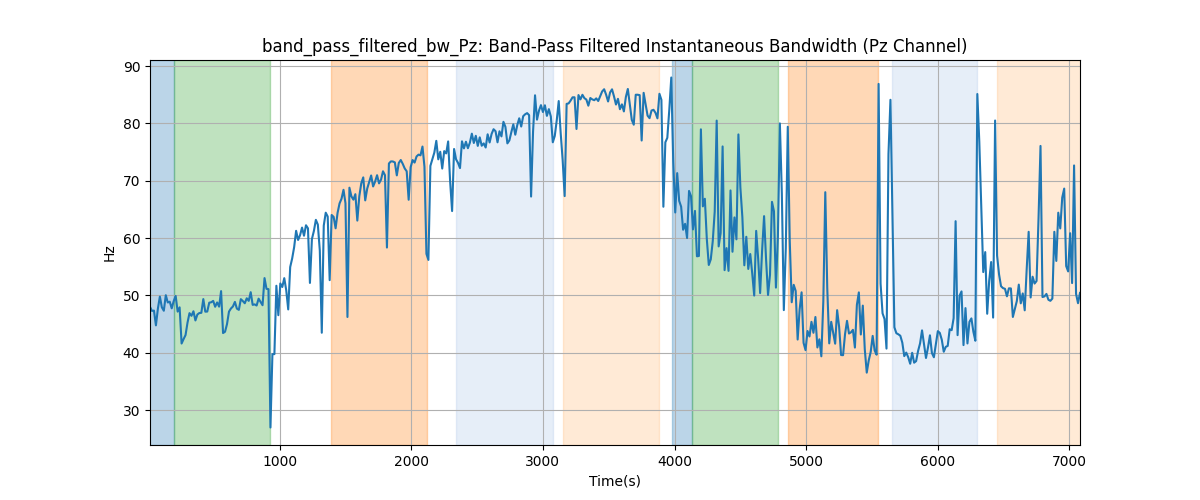 band_pass_filtered_bw_Pz: Band-Pass Filtered Instantaneous Bandwidth (Pz Channel)
90
80
70
60
50
40
30
Hz
1000 2000 3000 4000 5000 6000 7000
Time(s)